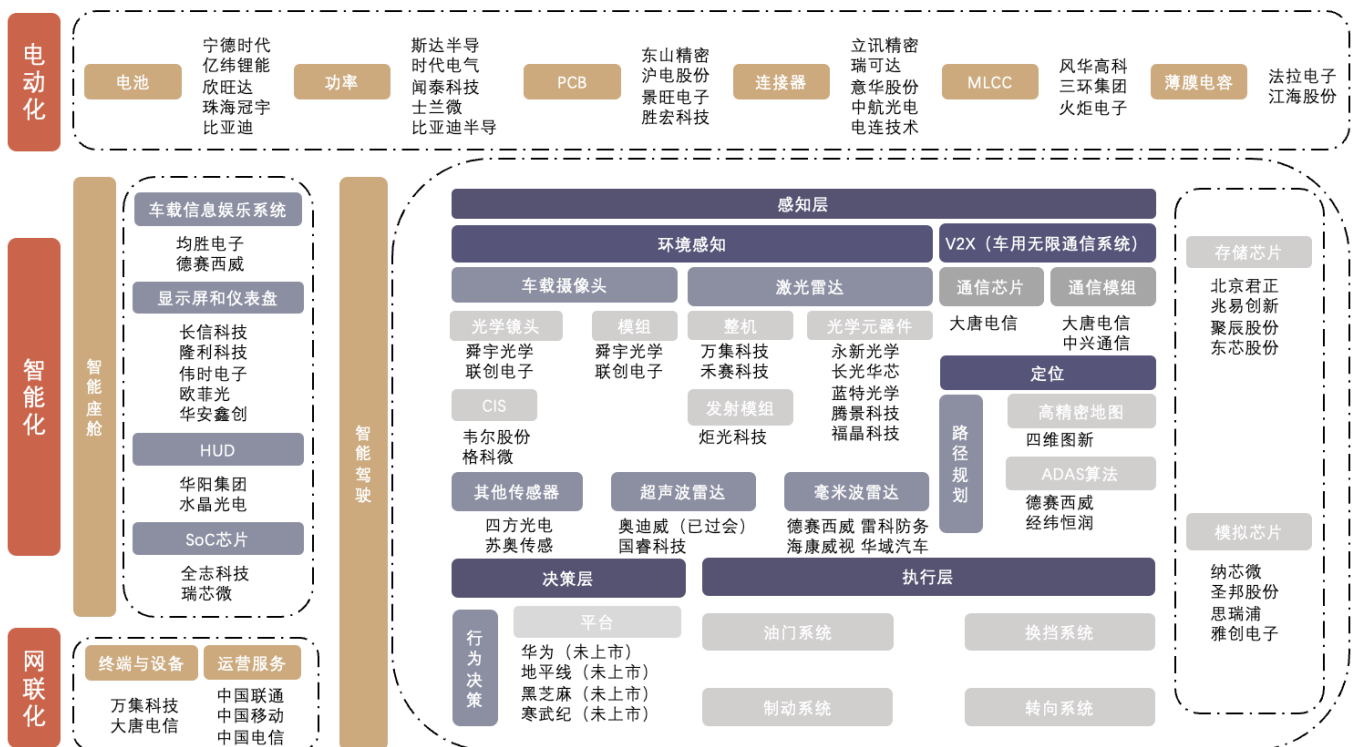 电动化
电池
宁德时代
亿纬锂能
欣旺达
珠海冠宇
比亚迪
功率
斯达半导
时代电气
闻泰科技
士兰微
比亚迪半导
PCB
东山精密
沪电股份
景旺电子
胜宏科技
连接器
立讯精密
瑞可达
意华股份
中航光电
电连技术
MLCC
风华高科
三环集团
火炬电子
薄膜电容
法拉电子
江海股份
智能化
智能座舱
车载信息娱乐系统
均胜电子
德赛西威
显示屏和仪表盘
长信科技
隆利科技
伟时电子
欧菲光
华安鑫创
HUD
华阳集团
水晶光电
SoC芯片
全志科技
瑞芯微
智能驾驶
感知层
环境感知
车载摄像头
光学镜头
舜宇光学
联创电子
模组
舜宇光学
联创电子
CIS
韦尔股份
格科微
激光雷达
整机
万集科技
禾赛科技
发射模组
炬光科技
光学元器件
永新光学
长光华芯
蓝特光学
腾景科技
福晶科技
其他传感器
四方光电
苏奥传感
超声波雷达
奥迪威（已过会）
国睿科技
毫米波雷达
德赛西威 雷科防务
海康威视 华域汽车
V2X（车用无限通信系统）
通信芯片
大唐电信
通信模组
大唐电信
中兴通信
定位
路径规划
高精密地图
四维图新
ADAS算法
德赛西威
经纬恒润
决策层
行为决策
平台
华为（未上市）
地平线（未上市）
黑芝麻（未上市）
寒武纪（未上市）
执行层
油门系统
换挡系统
制动系统
转向系统
存储芯片
北京君正
兆易创新
聚辰股份
东芯股份
模拟芯片
纳芯微
圣邦股份
思瑞浦
雅创电子
网联化
终端与设备
万集科技
大唐电信
运营服务
中国联通
中国移动
中国电信